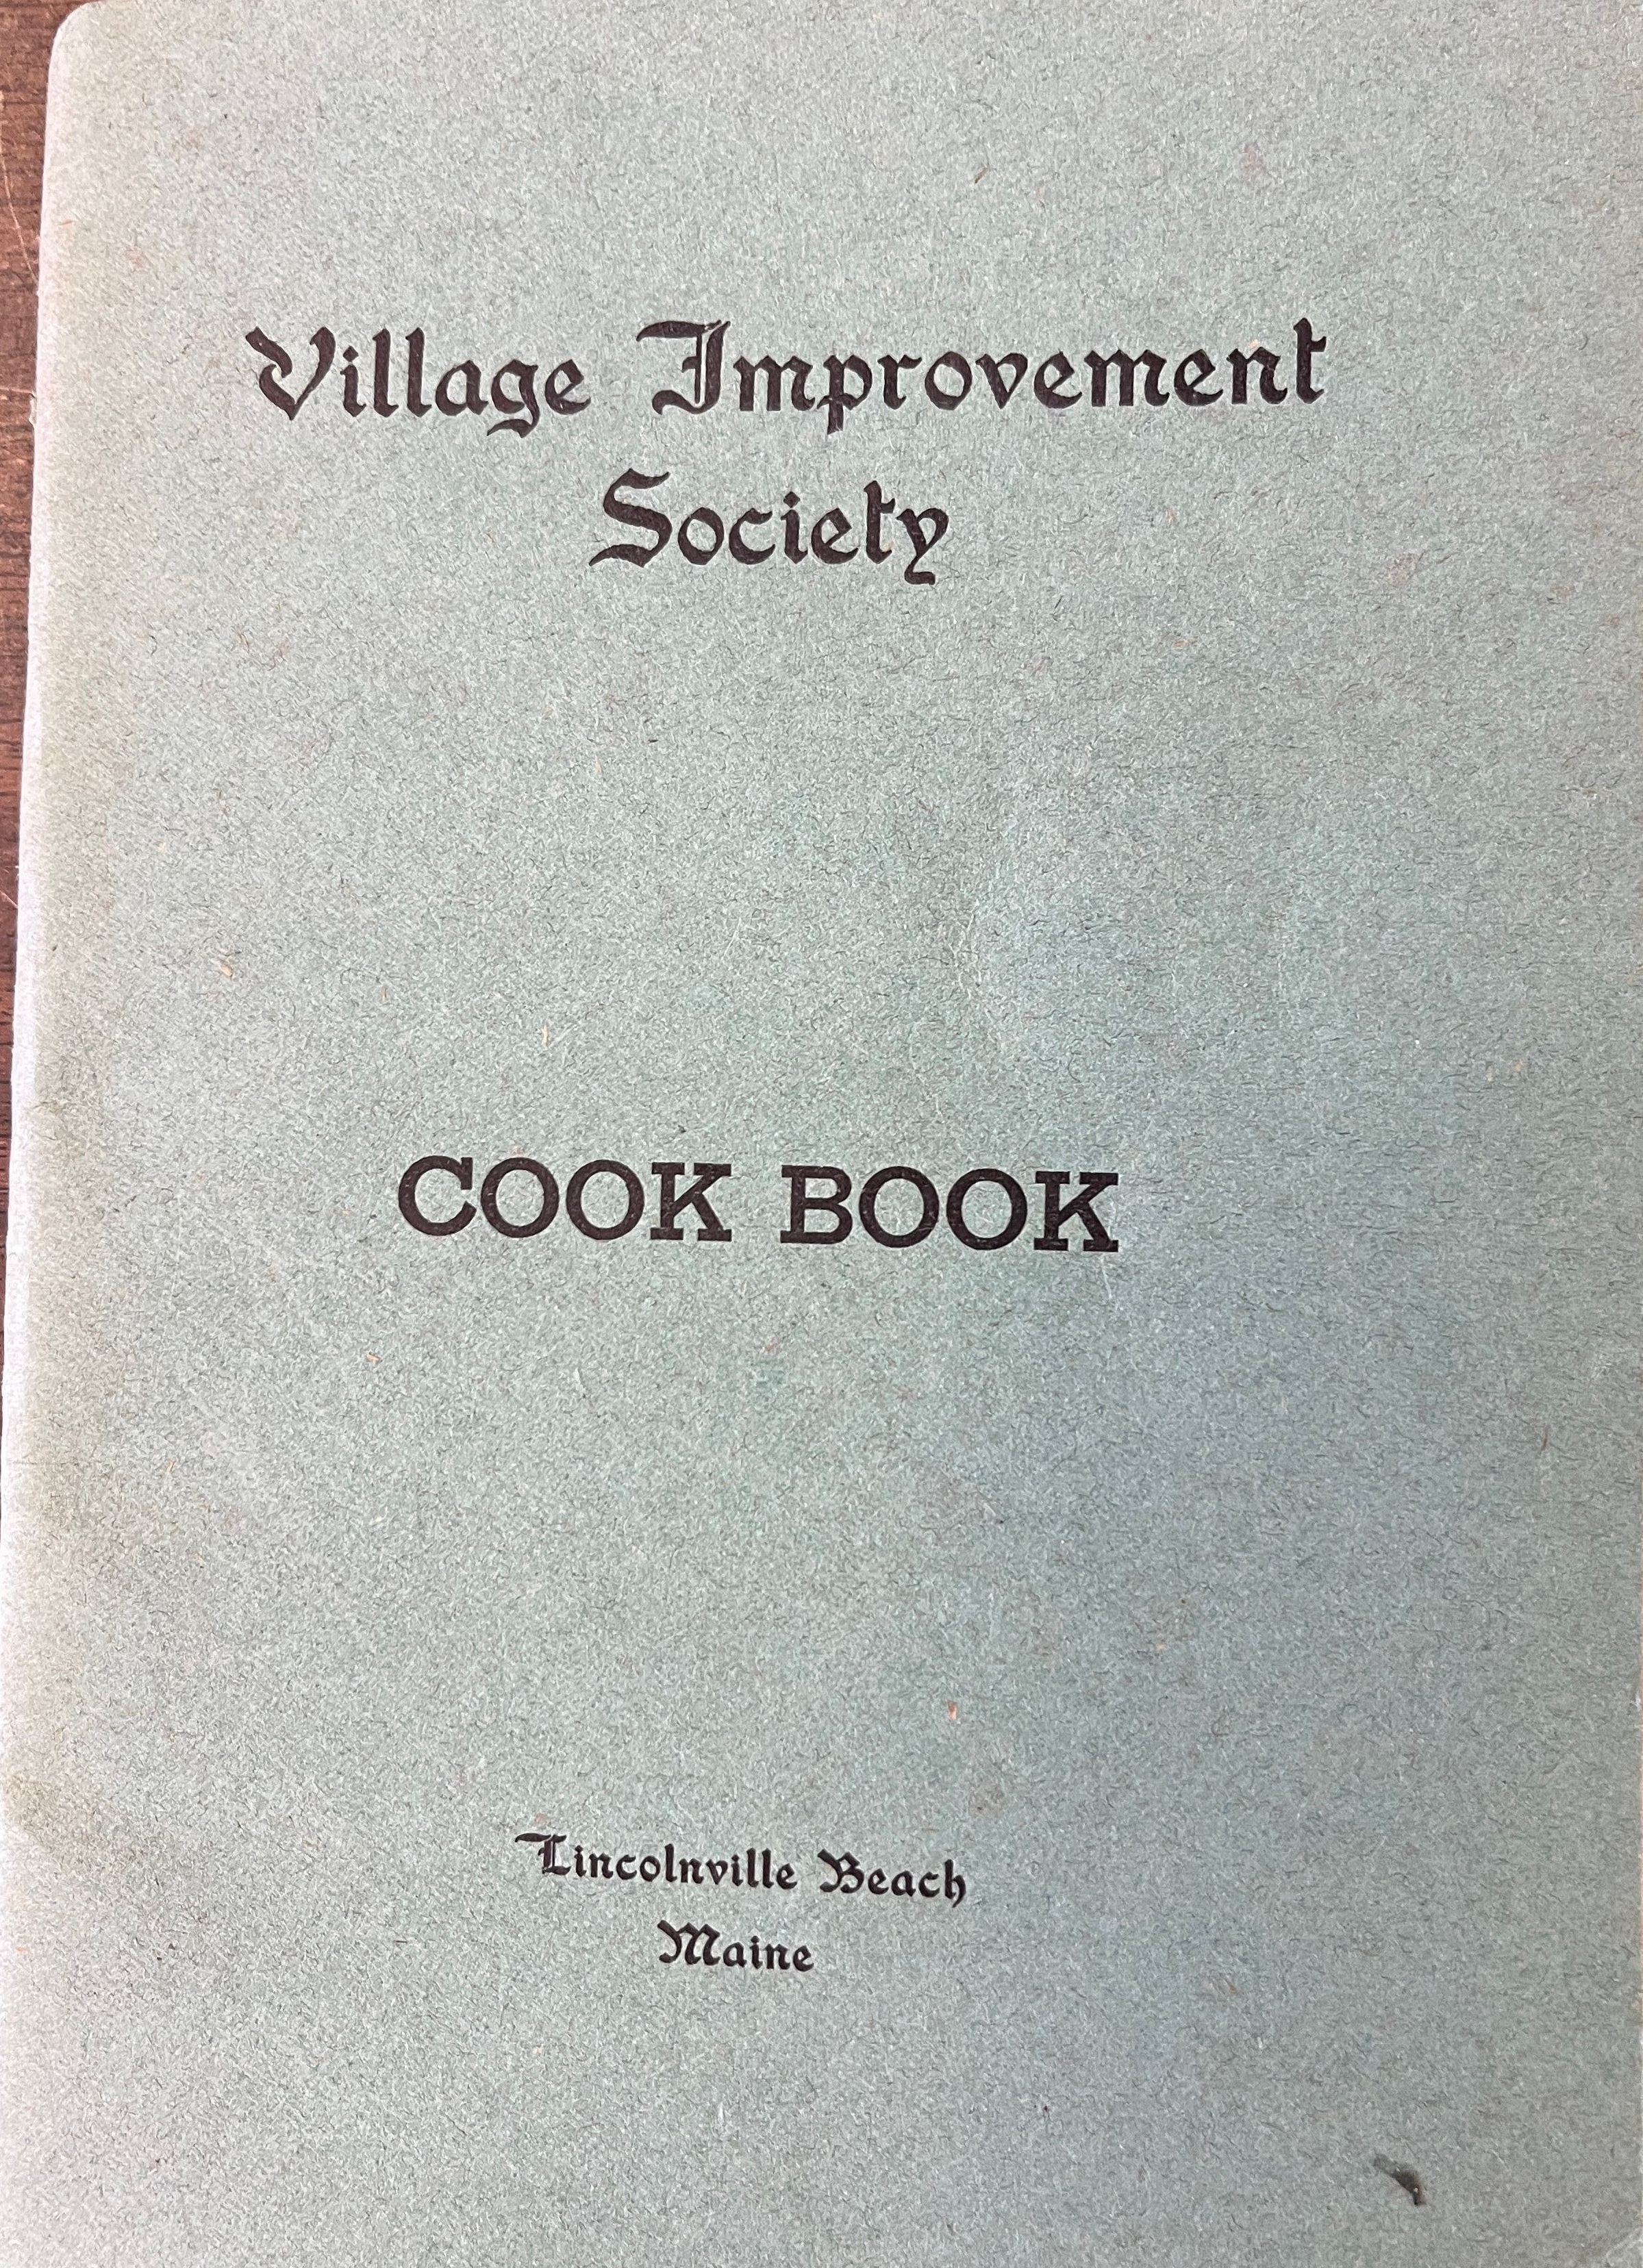 Village Improvement
Society
COOK BOOK
Lincolnville Beach
Maine